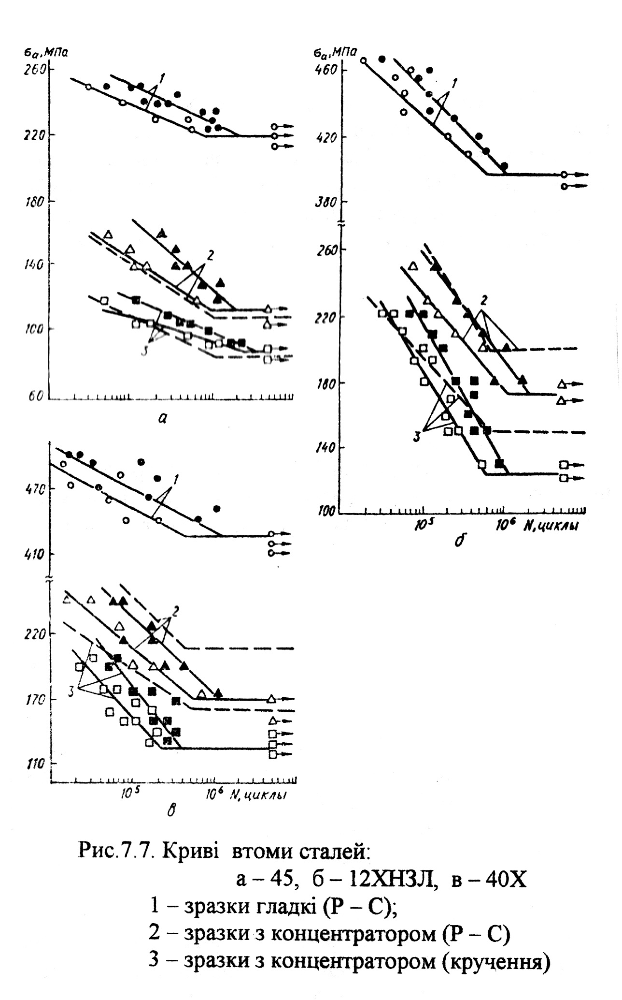 σa, МПа
260
1
220
180
2
140
100
3
60
а
σa, МПа
460
1
420
380
260
2
220
180
3
140
100
10⁵
10⁶ N, циклы
б
470
1
410
2
220
3
170
110
10⁵
10⁶ N, циклы
в
Рис.7.7. Криві втоми сталей:
а – 45, б – 12ХНЗЛ, в – 40Х
1 – зразки гладкі (Р – С);
2 – зразки з концентратором (Р – С)
3 – зразки з концентратором (кручення)